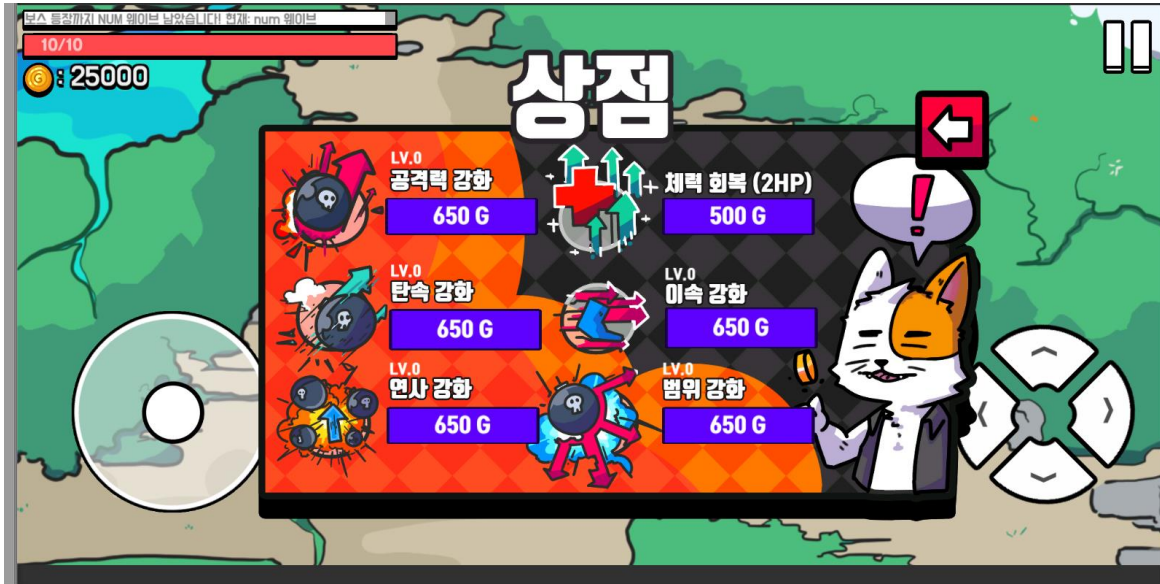 보스 등장까지 NUM 웨이브 남았습니다! 현재: num 웨이브
10/10
G : 25000
상점
LV.0
공격력 강화
650 G
체력 회복 (2HP)
500 G
LV.0
탄속 강화
650 G
LV.0
이속 강화
650 G
LV.0
연사 강화
650 G
LV.0
범위 강화
650 G
!